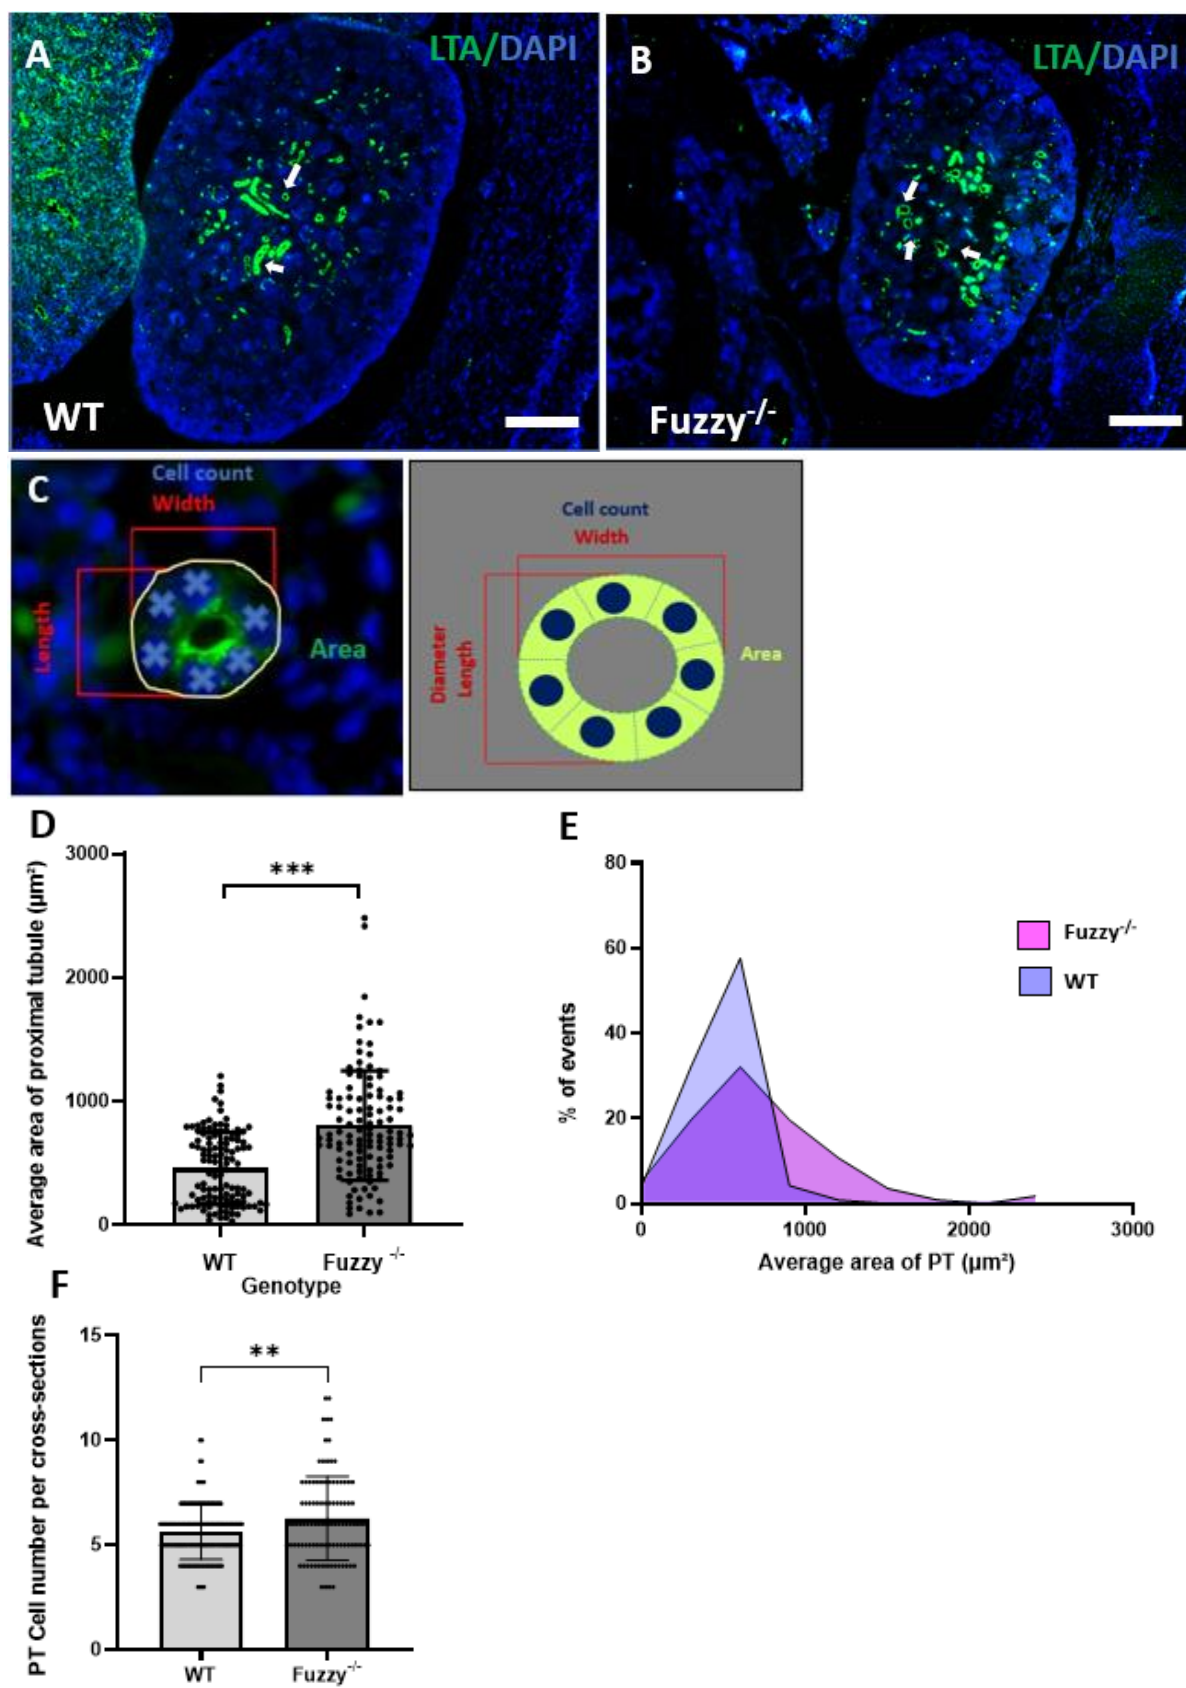 A
LTA/DAPI
WT
B
LTA/DAPI
Fuzzy-/-
C
Cell count
Width
Length
Area
Cell count
Width
Diameter
Length
Area
D
Average area of proximal tubule (µm²)
3000
2000
1000
0
***
WT
Fuzzy -/-
Genotype
E
% of events
80
60
40
20
0
0
1000
2000
3000
Average area of PT (µm²)
Fuzzy-/-
WT
F
PT Cell number per cross-sections
15
10
5
0
**
WT
Fuzzy-/-